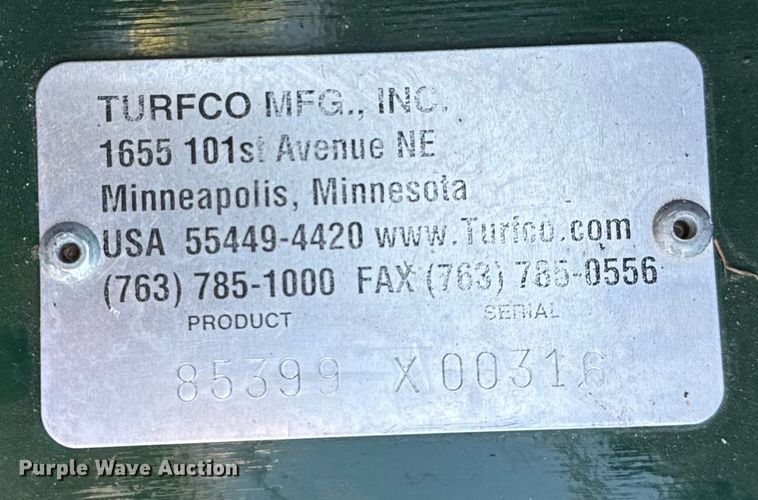 TURFCO MFG., INC.
1655 101st Avenue NE
Minneapolis, Minnesota
USA 55449-4420 www.Turfco.com
(763) 785-1000 FAX (763) 785-0556
PRODUCT SERIAL
85399 X00316
Purple Wave Auction